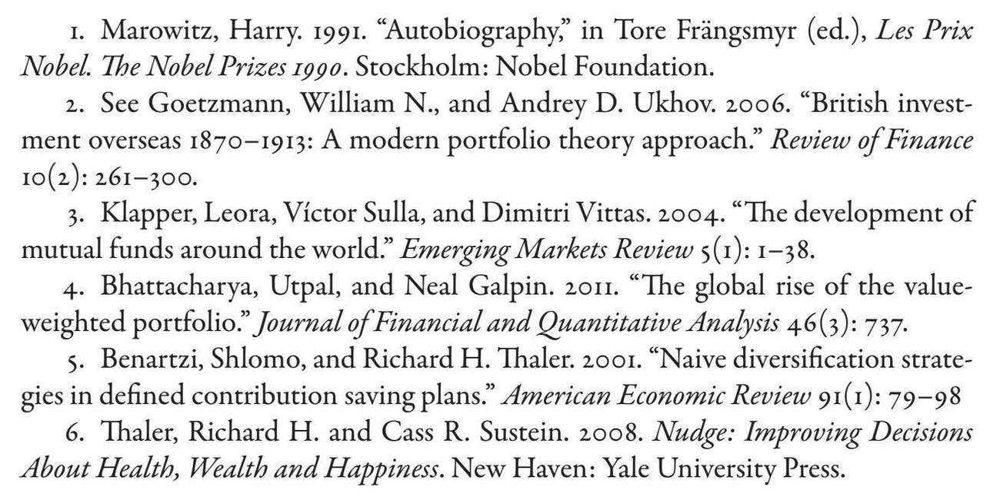 1. Marowitz, Harry. 1991. “Autobiography,” in Tore Frängsmyr (ed.), Les Prix
Nobel. The Nobel Prizes 1990. Stockholm: Nobel Foundation.
2. See Goetzmann, William N., and Andrey D. Ukhov. 2006. “British invest-
ment overseas 1870–1913: A modern portfolio theory approach.” Review of Finance
10(2): 261–300.
3. Klapper, Leora, Víctor Sulla, and Dimitri Vittas. 2004. “The development of
mutual funds around the world.” Emerging Markets Review 5(1): 1–38.
4. Bhattacharya, Utpal, and Neal Galpin. 2011. “The global rise of the value-
weighted portfolio.” Journal of Financial and Quantitative Analysis 46(3): 737.
5. Benartzi, Shlomo, and Richard H. Thaler. 2001. “Naive diversification strate-
gies in defined contribution saving plans.” American Economic Review 91(1): 79–98
6. Thaler, Richard H. and Cass R. Sustein. 2008. Nudge: Improving Decisions
About Health, Wealth and Happiness. New Haven: Yale University Press.